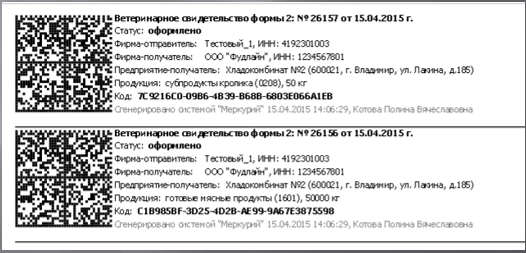 Ветеринарное свидетельство формы 2: № 26157 от 15.04.2015 г.
Статус: оформлено
Фирма-отправитель: Тестовый_1, ИНН: 4192301003
Фирма-получатель: ООО "Фудлайн", ИНН: 1234567801
Предприятие-получатель: Хладокомбинат №2 (600021, г. Владимир, ул. Лакина, д.185)
Продукция: субпродукты кролика (0208), 50 кг
Код: 7C9216C0-09B6-4B39-B68B-6803E066A1EB
Сгенерировано системой "Меркурий" 15.04.2015 14:06:29, Котова Полина Вячеславовна
Ветеринарное свидетельство формы 2: № 26156 от 15.04.2015 г.
Статус: оформлено
Фирма-отправитель: Тестовый_1, ИНН: 4192301003
Фирма-получатель: ООО "Фудлайн", ИНН: 1234567801
Предприятие-получатель: Хладокомбинат №2 (600021, г. Владимир, ул. Лакина, д.185)
Продукция: готовые мясные продукты (1601), 50000 кг
Код: C1B985BF-3D25-4D2B-AE99-9A67E3875598
Сгенерировано системой "Меркурий" 15.04.2015 14:06:29, Котова Полина Вячеславовна